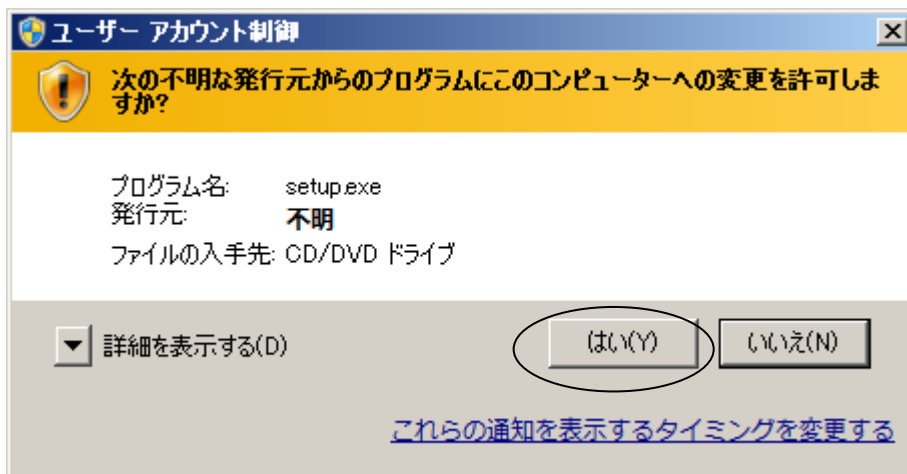 ユーザー アカウント制御
次の不明な発行元からのプログラムにこのコンピューターへの変更を許可しま
すか?
プログラム名: setup.exe
発行元: 不明
ファイルの入手先: CD/DVD ドライブ
詳細を表示する(D) はい(Y) いいえ(N)
これらの通知を表示するタイミングを変更する